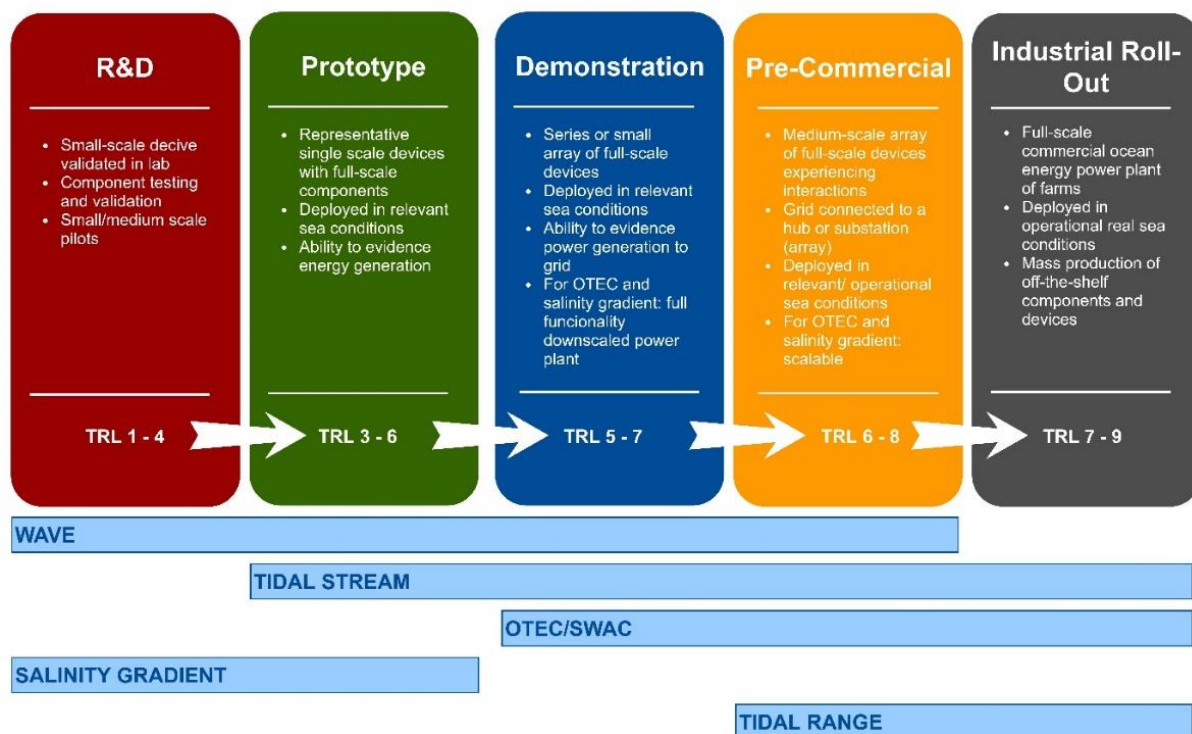 R&D
Small-scale decive
validated in lab
Component testing
and validation
Small/medium scale
pilots
TRL 1 - 4
Prototype
Representative
single scale devices
with full-scale
components
Deployed in relevant
sea conditions
Ability to evidence
energy generation
TRL 3 - 6
Demonstration
Series or small
array of full-scale
devices
Deployed in relevant
sea conditions
Ability to evidence
power generation to
grid
For OTEC and
salinity gradient: full
funcionality
downscaled power
plant
TRL 5 - 7
Pre-Commercial
Medium-scale array
of full-scale devices
experiencing
interactions
Grid connected to a
hub or substation
(array)
Deployed in
relevant/ operational
sea conditions
For OTEC and
salinity gradient:
scalable
TRL 6 - 8
Industrial Roll-
Out
Full-scale
commercial ocean
energy power plant
of farms
Deployed in
operational real sea
conditions
Mass production of
off-the-shelf
components and
devices
TRL 7 - 9
WAVE
TIDAL STREAM
OTEC/SWAC
SALINITY GRADIENT
TIDAL RANGE